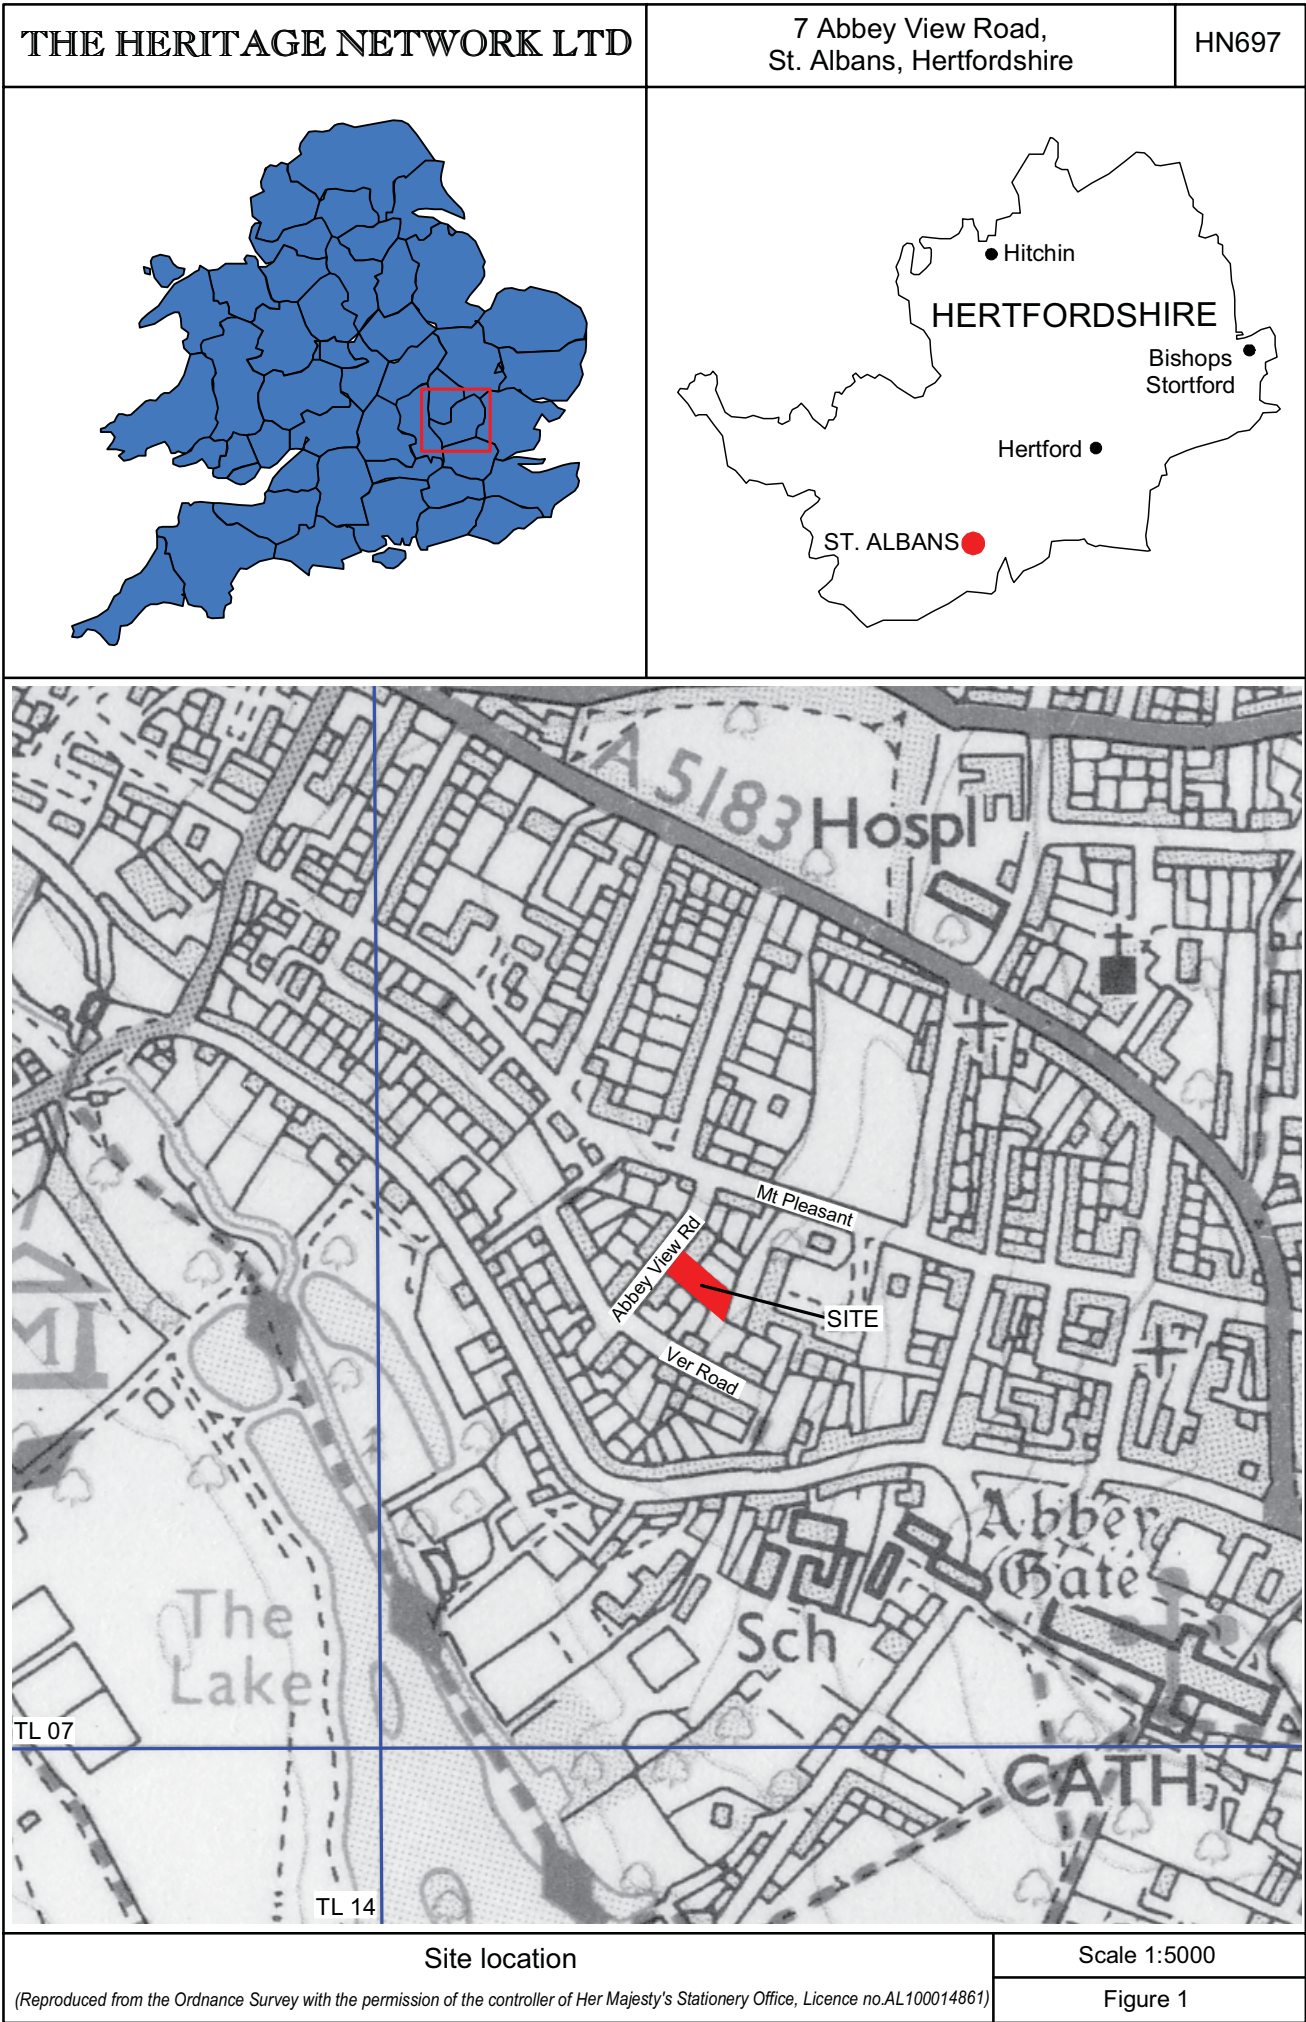 THE HERITAGE NETWORK LTD
7 Abbey View Road,
St. Albans, Hertfordshire
HN697
Hitchin
HERTFORDSHIRE
Bishops
Stortford
Hertford
ST. ALBANS
A 5183
Hospl
Mt Pleasant
Abbey View Rd
SITE
Ver Road
M
Abbey
Gate
Sch
The
Lake
TL 07
CATH
TL 14
Site location
(Reproduced from the Ordnance Survey with the permission of the controller of Her Majesty's Stationery Office, Licence no.AL100014861)
Scale 1:5000
Figure 1